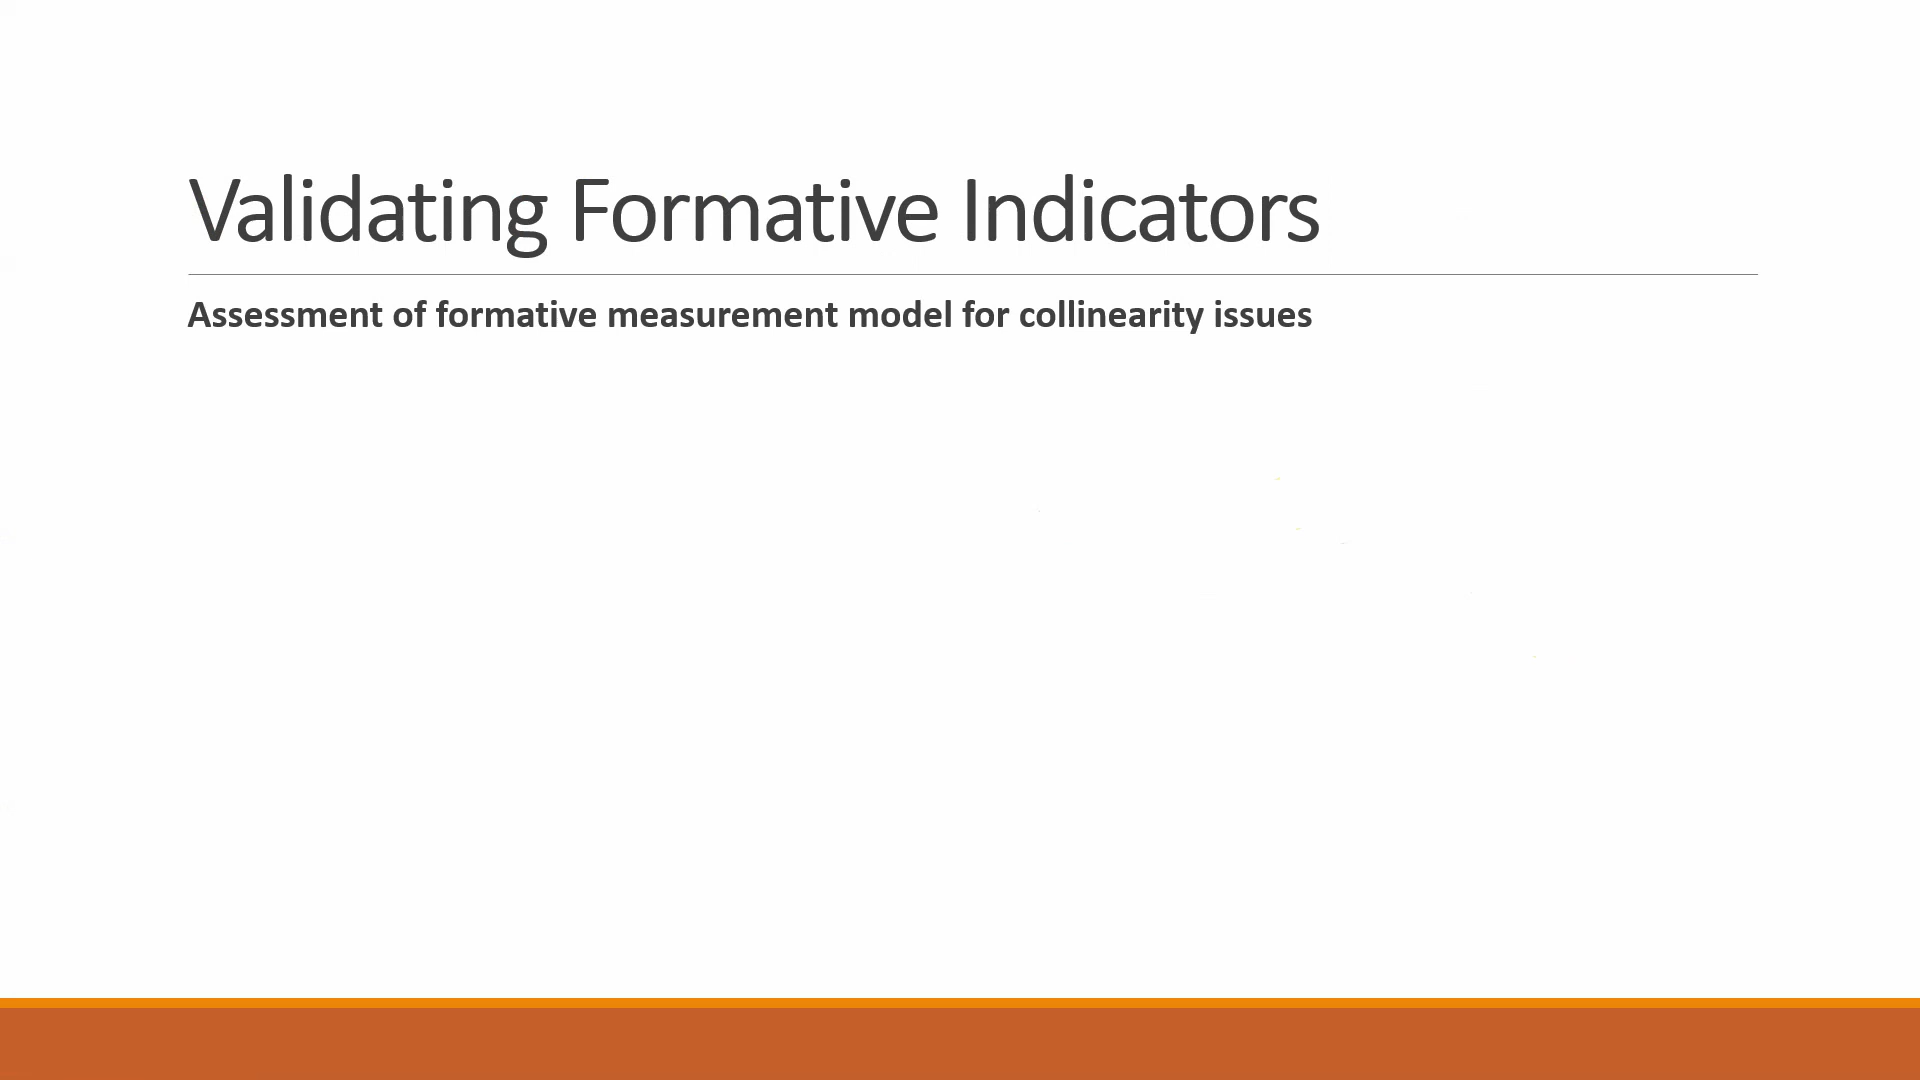 Validating Formative Indicators
Assessment of formative measurement model for collinearity issues